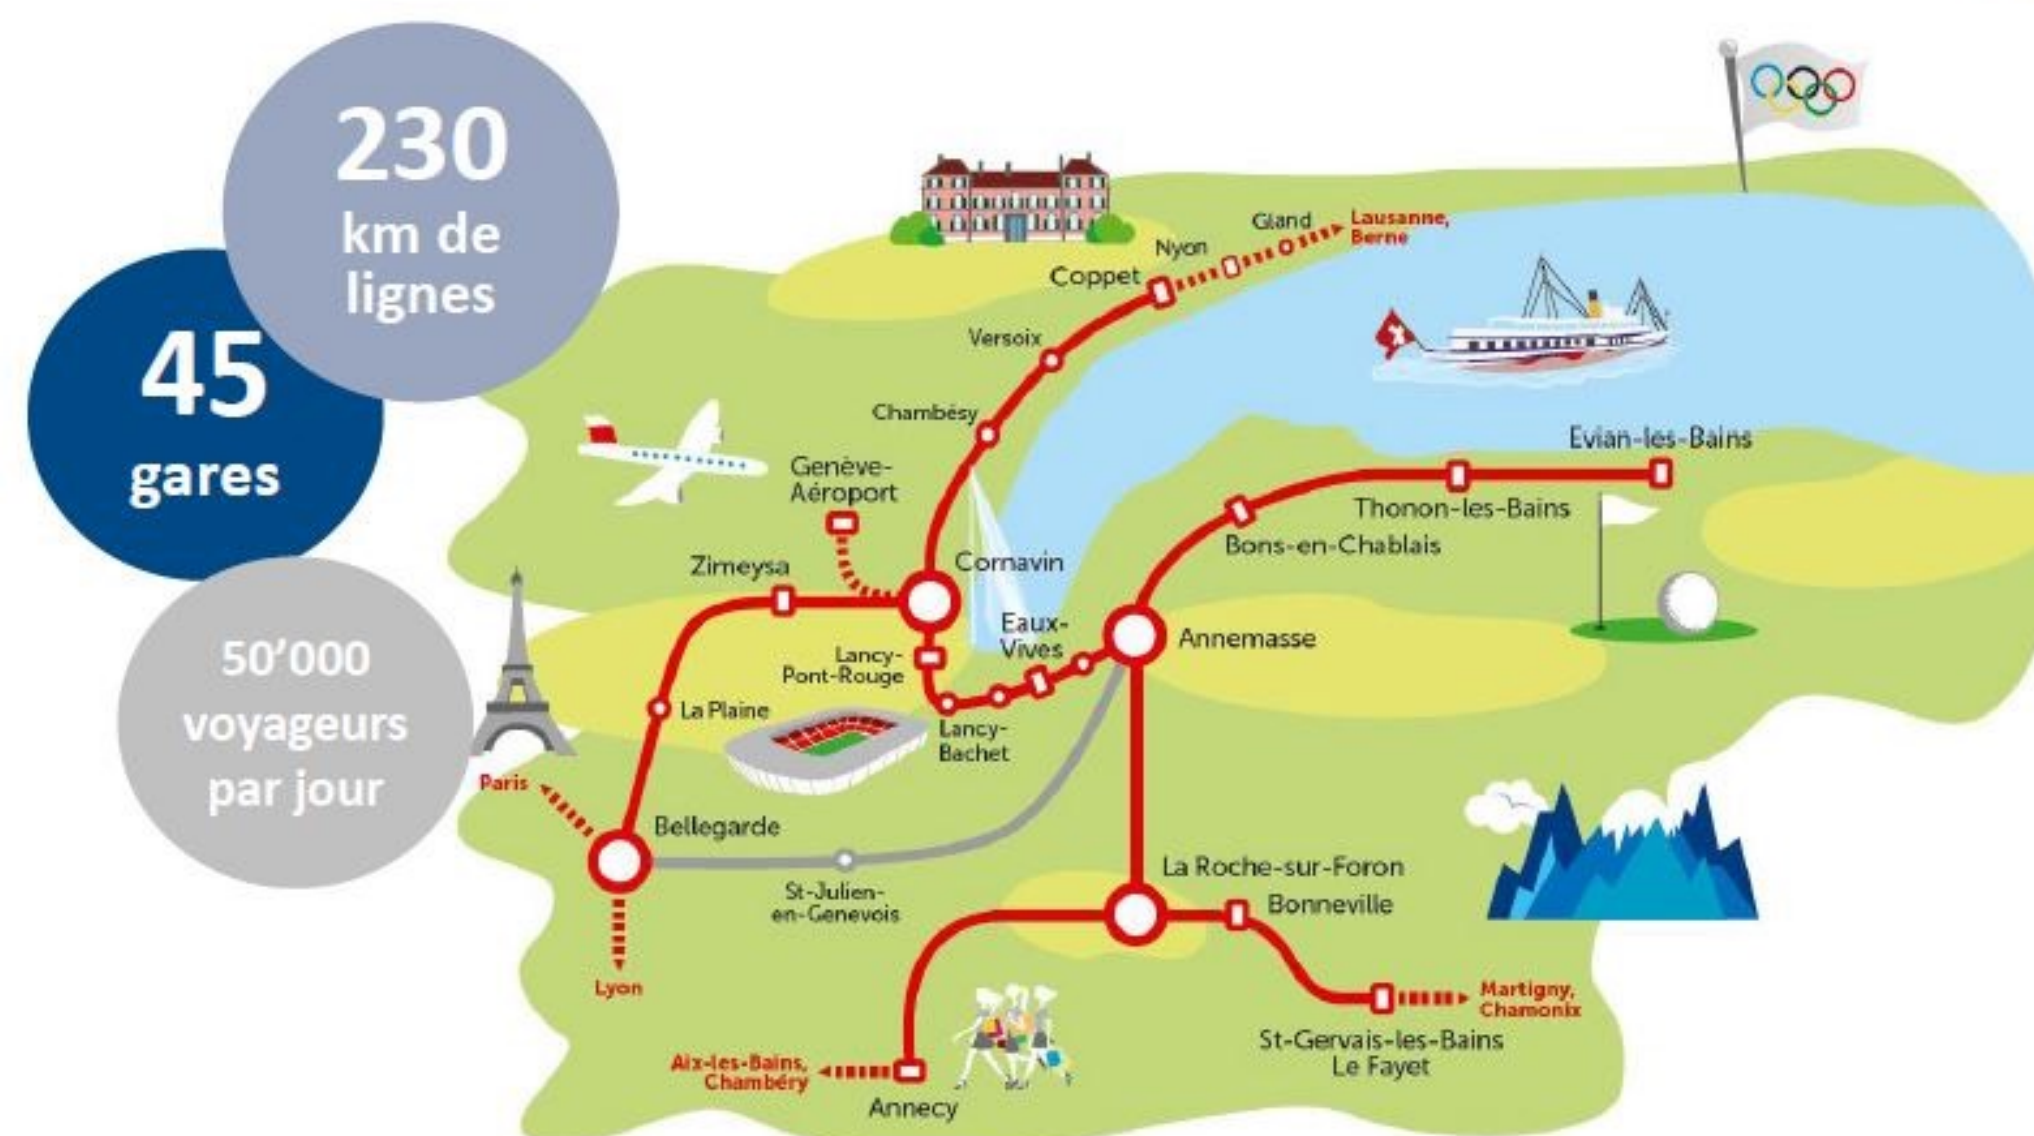 230
km de
lignes
45
gares
50’000
voyageurs
par jour
Gland
Lausanne,
Berne
Nyon
Coppet
Versoix
Chambésy
Genève-
Aéroport
Evian-les-Bains
Thonon-les-Bains
Bons-en-Chablais
Cornavin
Zimeysa
Eaux-
Vives
Annemasse
Lancy-
Pont-Rouge
La Plaine
Lancy-
Bachet
Paris
Bellegarde
La Roche-sur-Foron
Bonneville
St-Julien-
en-Genevois
Lyon
Martigny,
Chamonix
St-Gervais-les-Bains
Le Fayet
Aix-les-Bains,
Chambéry
Annecy